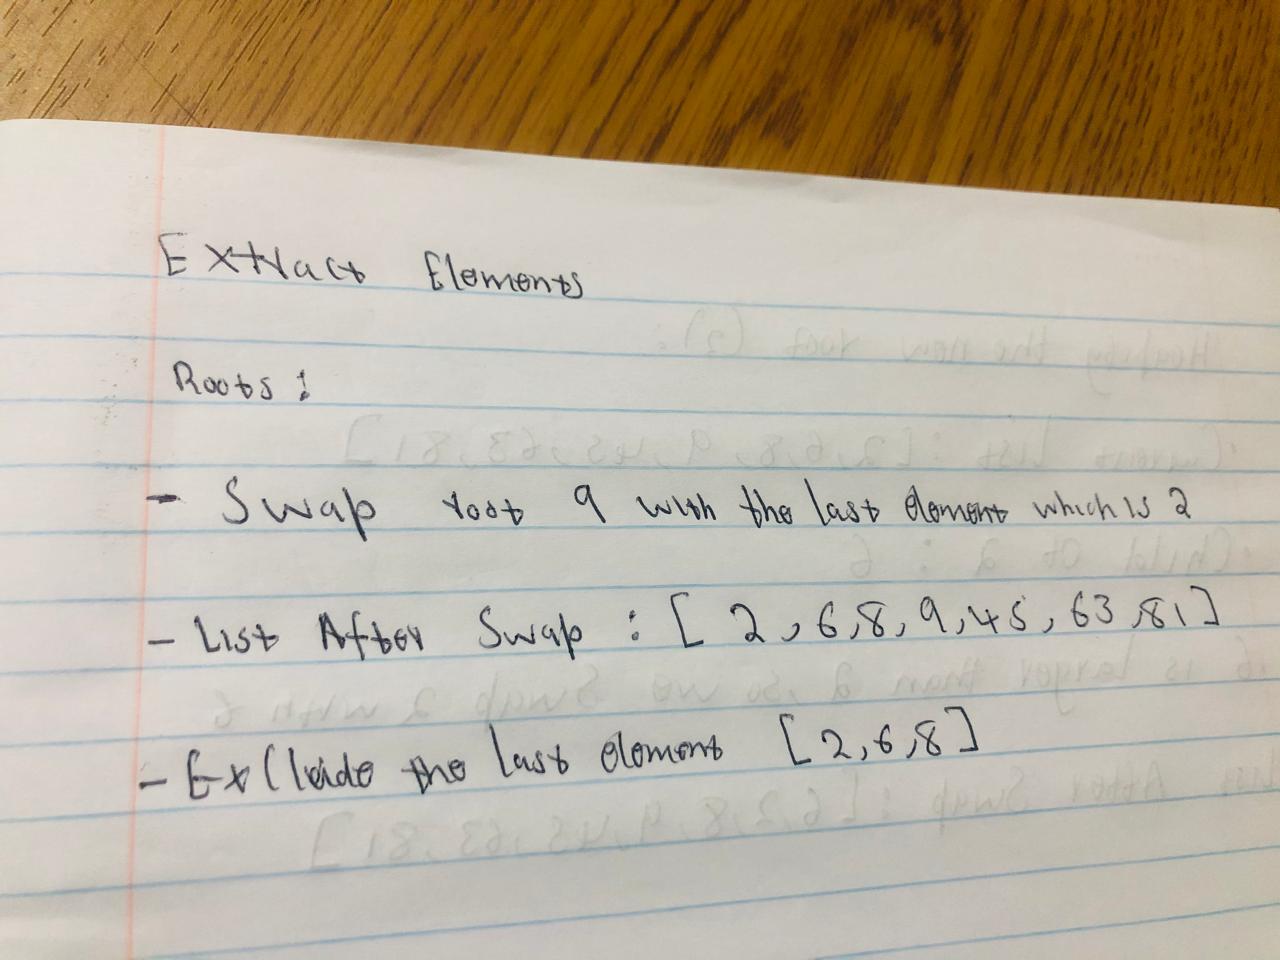 Extract Elements
Roots:
- Swap root 9 with the last element which is 2
- List After Swap : [ 2, 6, 8, 9, 45, 63, 81 ]
- Exclude the last element [ 2, 6, 8 ]